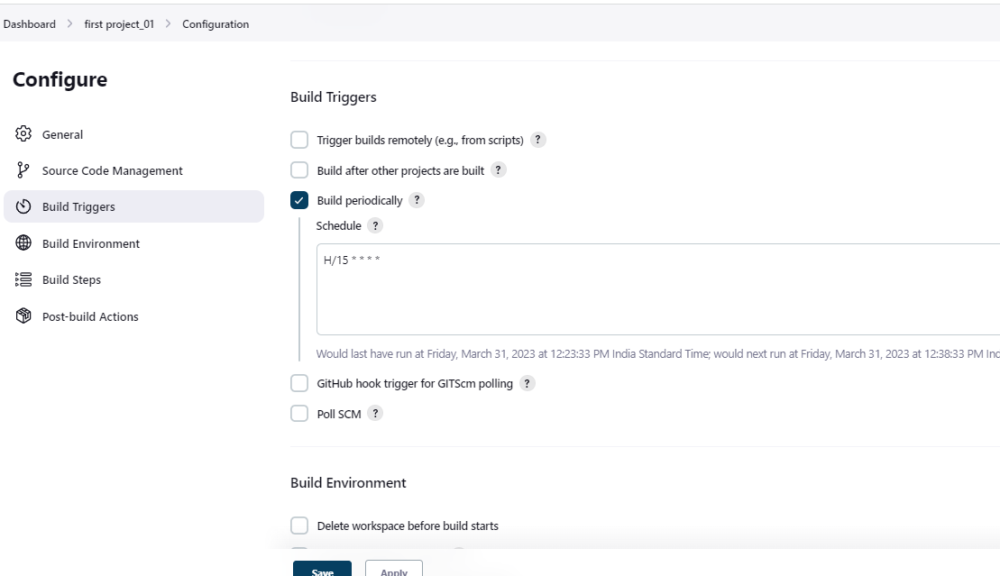 Dashboard > first project_01 > Configuration
Configure
General
Source Code Management
Build Triggers
Build Environment
Build Steps
Post-build Actions
Build Triggers
Trigger builds remotely (e.g., from scripts) ?
Build after other projects are built ?
Build periodically ?
Schedule ?
H/15 * * * *
Would last have run at Friday, March 31, 2023 at 12:23:33 PM India Standard Time; would next run at Friday, March 31, 2023 at 12:38:33 PM
GitHub hook trigger for GITScm polling ?
Poll SCM ?
Build Environment
Delete workspace before build starts
Save
Apply